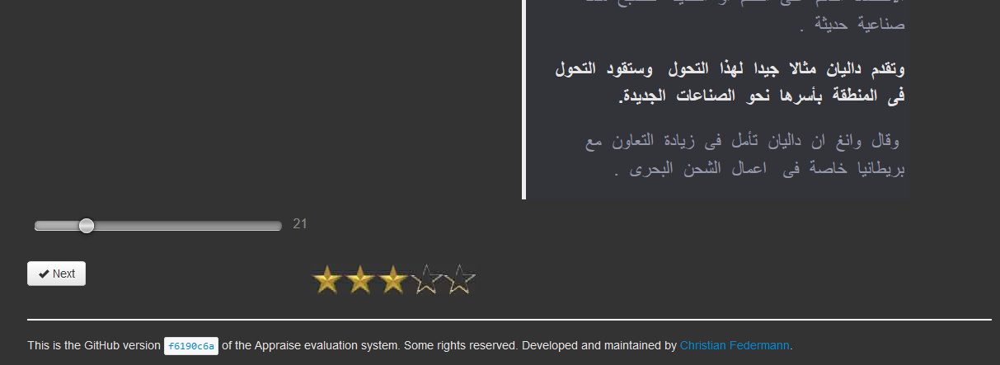 صناعية حديثة .
وتقدم داليان مثالا جيدا لهذا التحول وستقود التحول
فى المنطقة بأسرها نحو الصناعات الجديدة.
وقال وانغ ان داليان تأمل فى زيادة التعاون مع
بريطانيا خاصة فى اعمال الشحن البحرى .
21
Next
This is the GitHub version f6190c6a of the Appraise evaluation system. Some rights reserved. Developed and maintained by Christian Federmann.